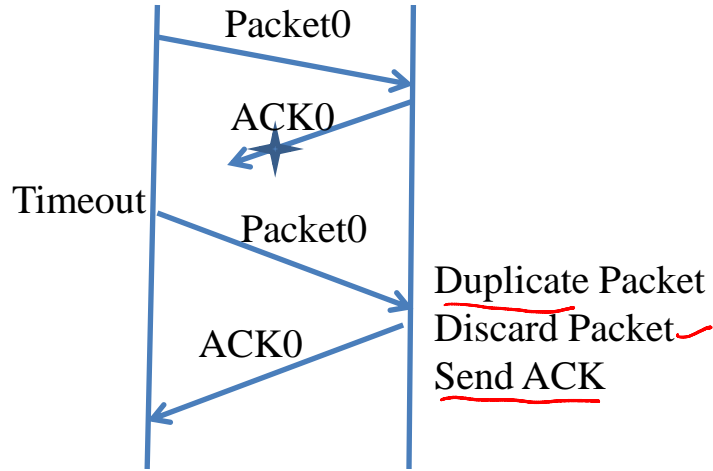 Packet0
ACK0
Timeout
Packet0
Duplicate Packet
Discard Packet
ACK0
Send ACK